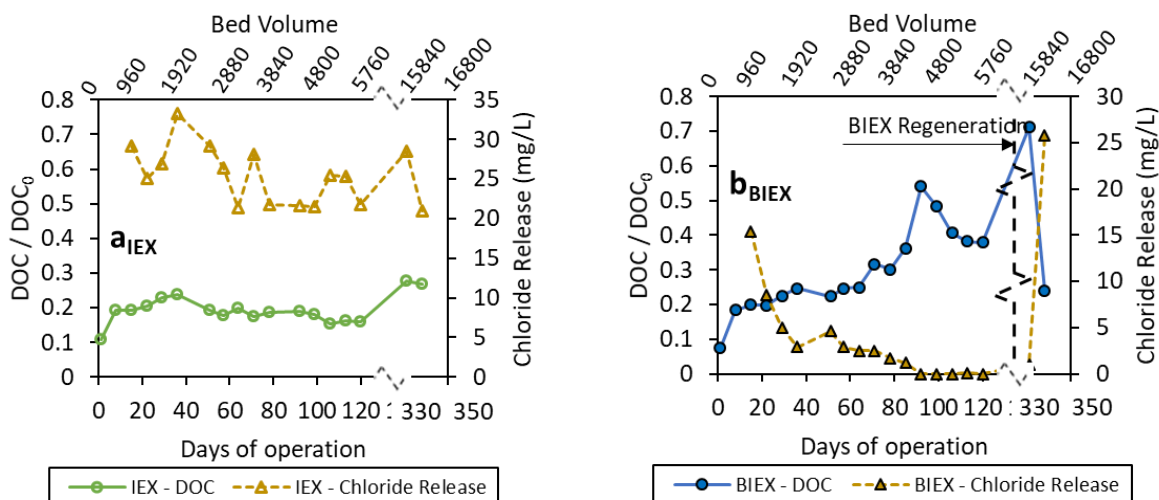 Bed Volume
0 960 1920 2880 3840 4800 5760 15840 16800
0.8 0.7 0.6 0.5 0.4 0.3 0.2 0.1 0
DOC / DOC0
aIEX
35 30 25 20 15 10 5 0
Chloride Release (mg/L)
0 20 40 60 80 100 120 330 350
Days of operation
IEX - DOC IEX - Chloride Release
Bed Volume
0 960 1920 2880 3840 4800 5760 15840 16800
0.8 0.7 0.6 0.5 0.4 0.3 0.2 0.1 0
DOC / DOC0
BIEX Regeneration
bBIEX
30 25 20 15 10 5 0
Chloride Release (mg/L)
0 20 40 60 80 100 120 330 350
Days of operation
BIEX - DOC BIEX - Chloride Release